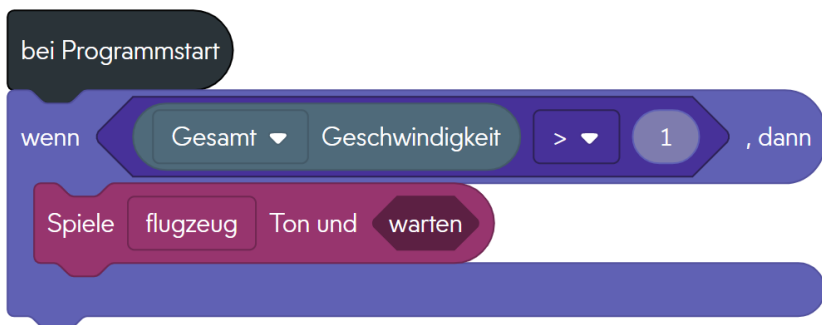 bei Programmstart
wenn Gesamt Geschwindigkeit > 1 , dann
Spiele flugzeug Ton und warten